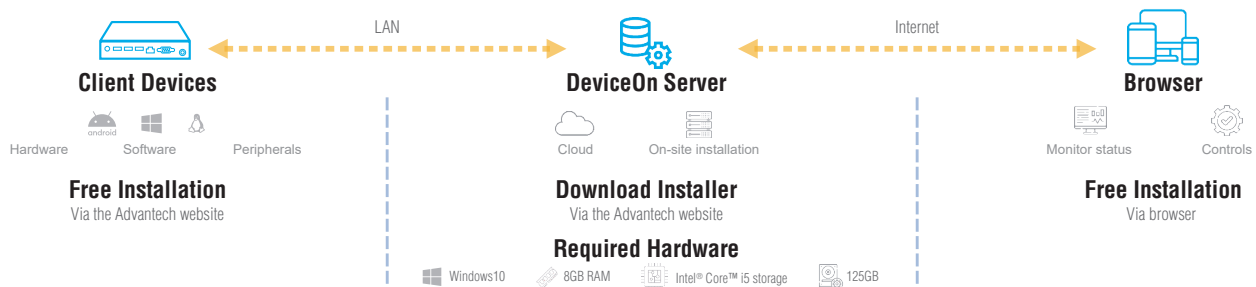 LAN
Internet
Client Devices
DeviceOn Server
Browser
android
Hardware
Software
Peripherals
Cloud
On-site installation
Monitor status
Controls
Free Installation
Via the Advantech website
Download Installer
Via the Advantech website
Free Installation
Via browser
Required Hardware
Windows10
8GB RAM
Intel® Core™ i5 storage
125GB